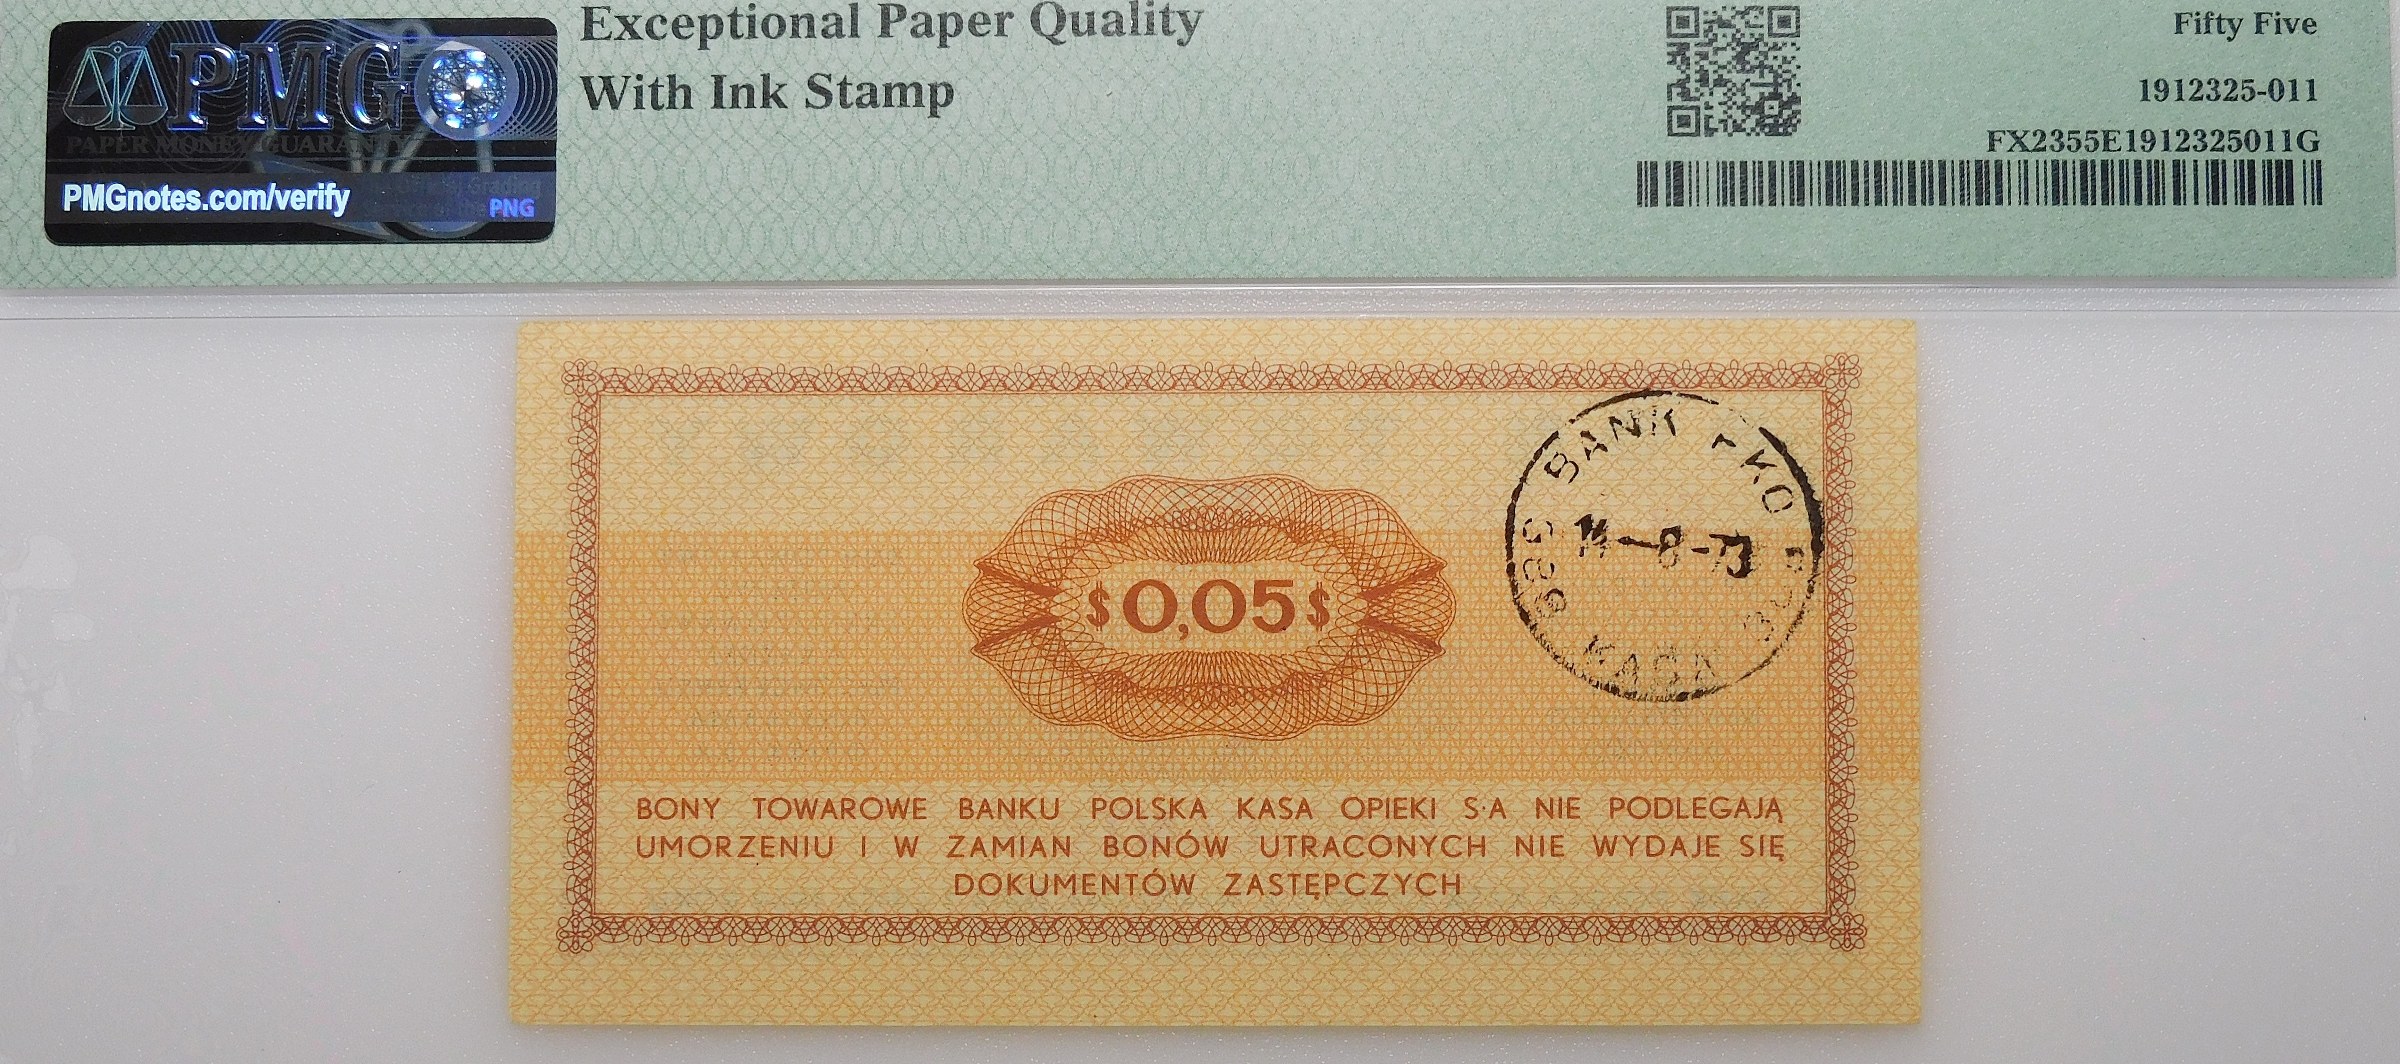 PMG
PAPER MONEY GUARANTY
PMGnotes.com/verify
PNG
Exceptional Paper Quality
With Ink Stamp
Fifty Five
1912325-011
FX2355E1912325011G
BANK PKO
KASA
$0,05$
BONY TOWAROWE BANKU POLSKA KASA OPIEKI S·A NIE PODLEGAJĄ
UMORZENIU I W ZAMIAN BONÓW UTRACONYCH NIE WYDAJE SIĘ
DOKUMENTÓW ZASTĘPCZYCH